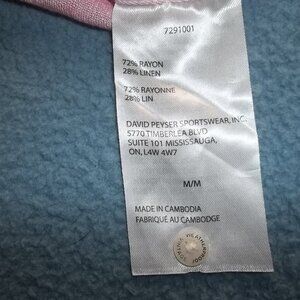 7291001
72% RAYON
28% LINEN
72% RAYONNE
28% LIN
DAVID PEYSER SPORTSWEAR, INC.
5770 TIMBERLEA BLVD
SUITE 101 MISSISSAUGA,
ON, L4W 4W7
M/M
MADE IN CAMBODIA
FABRIQUÉ AU CAMBODGE
WEATHERPROOF